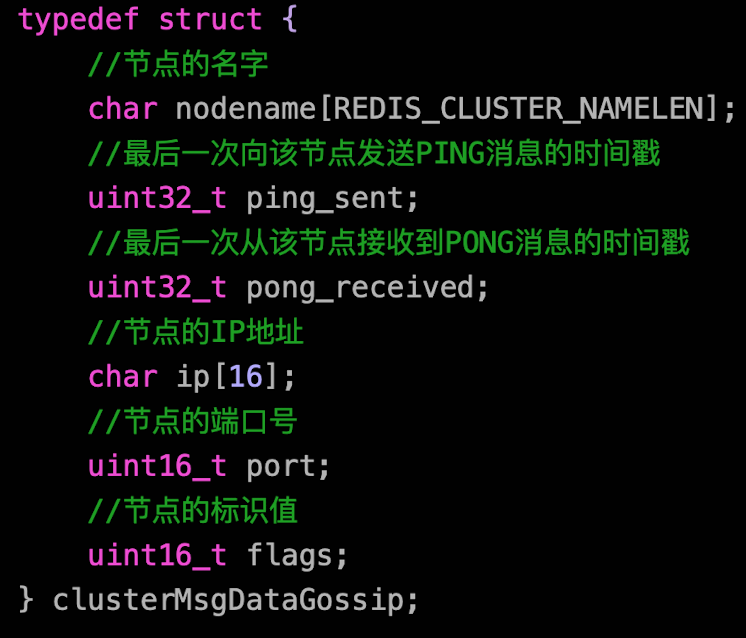 typedef struct {
    //节点的名字
    char nodename[REDIS_CLUSTER_NAMELEN];
    //最后一次向该节点发送PING消息的时间戳
    uint32_t ping_sent;
    //最后一次从该节点接收到PONG消息的时间戳
    uint32_t pong_received;
    //节点的IP地址
    char ip[16];
    //节点的端口号
    uint16_t port;
    //节点的标识值
    uint16_t flags;
} clusterMsgDataGossip;